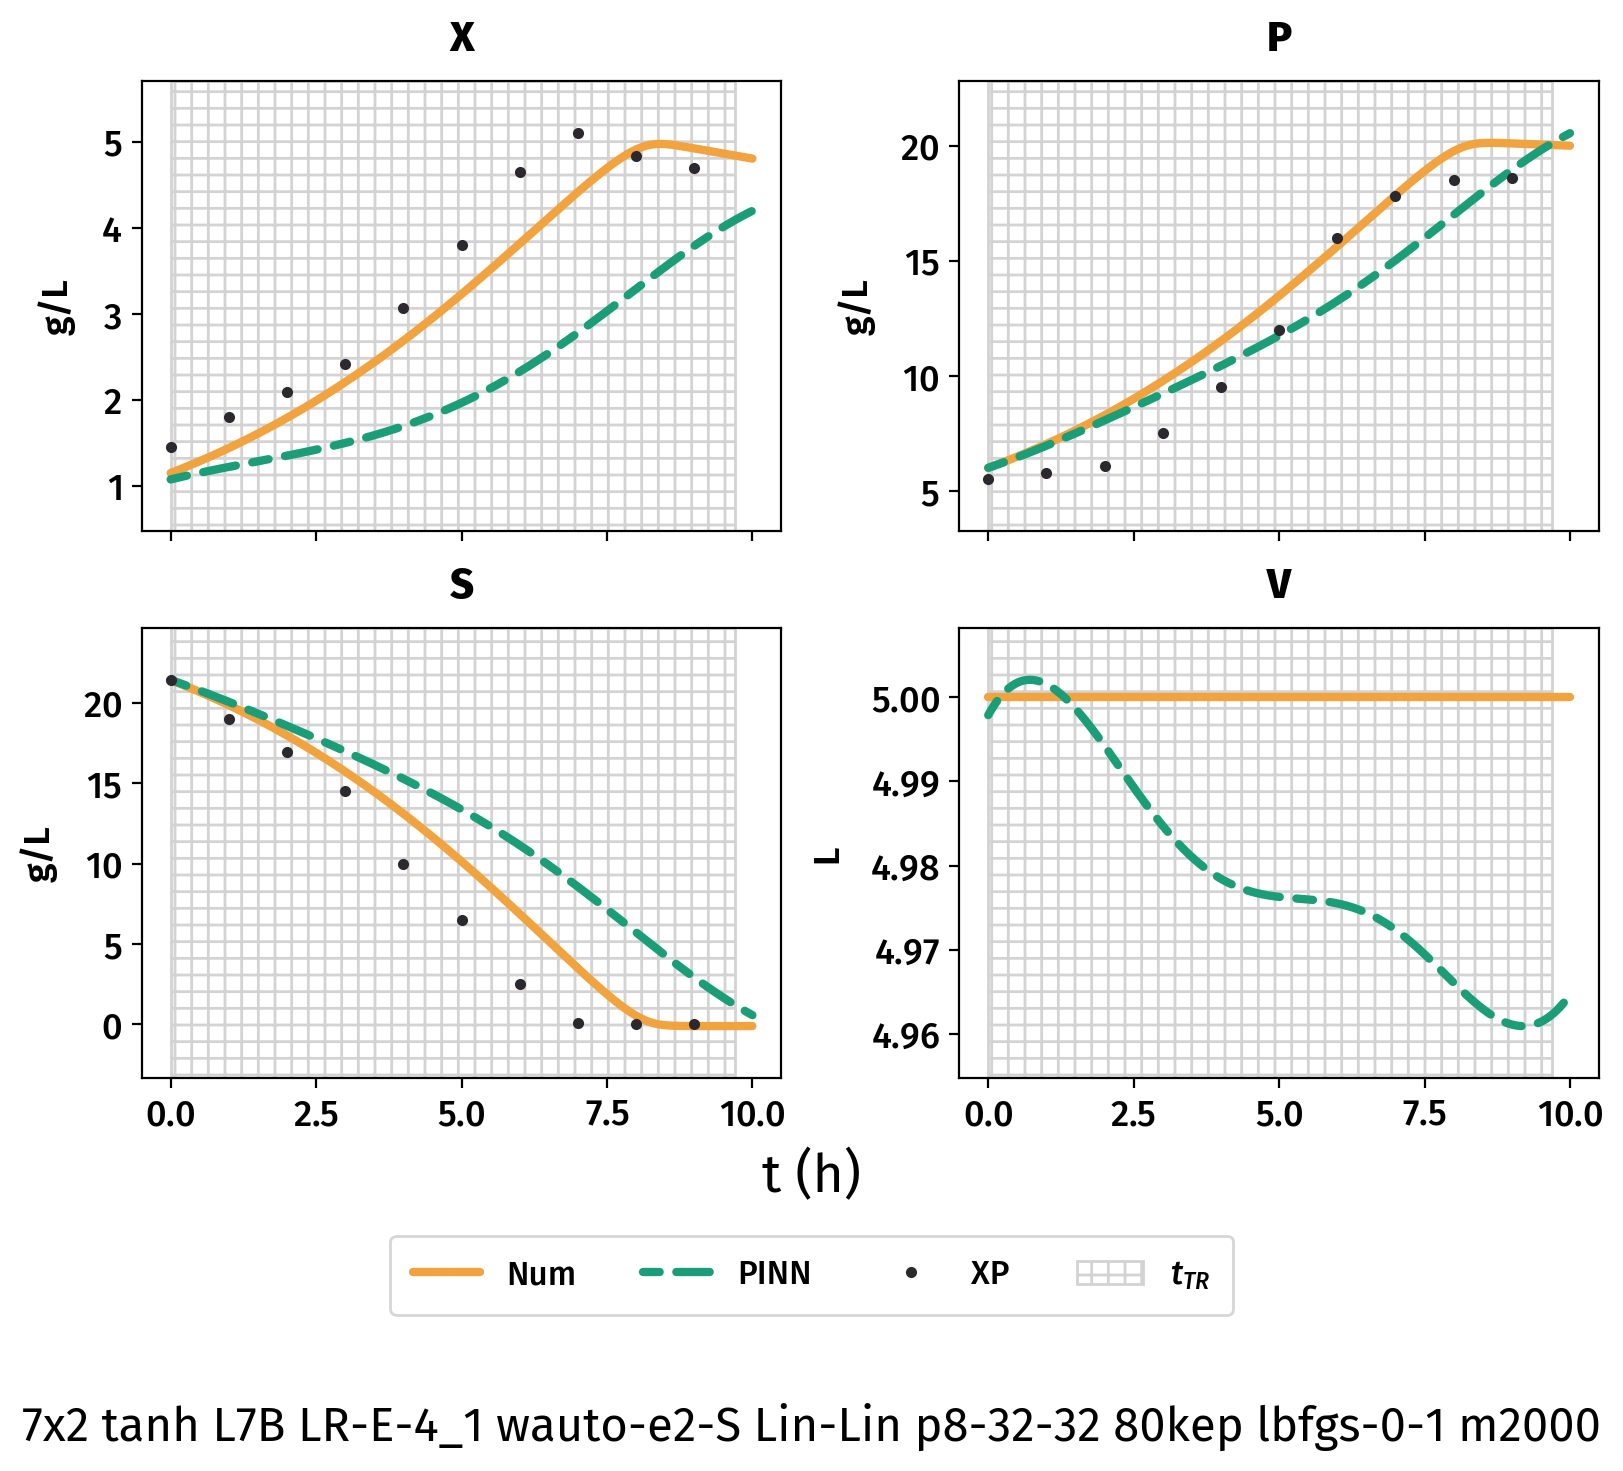 X
P
5
4
3
2
1
g/L
20
15
10
5
g/L
S
V
20
15
10
5
0
g/L
5.00
4.99
4.98
4.97
4.96
L
0.0 2.5 5.0 7.5 10.0
0.0 2.5 5.0 7.5 10.0
t (h)
Num PINN XP tTR
7x2 tanh L7B LR-E-4_1 wauto-e2-S Lin-Lin p8-32-32 80kep lbfgs-0-1 m2000